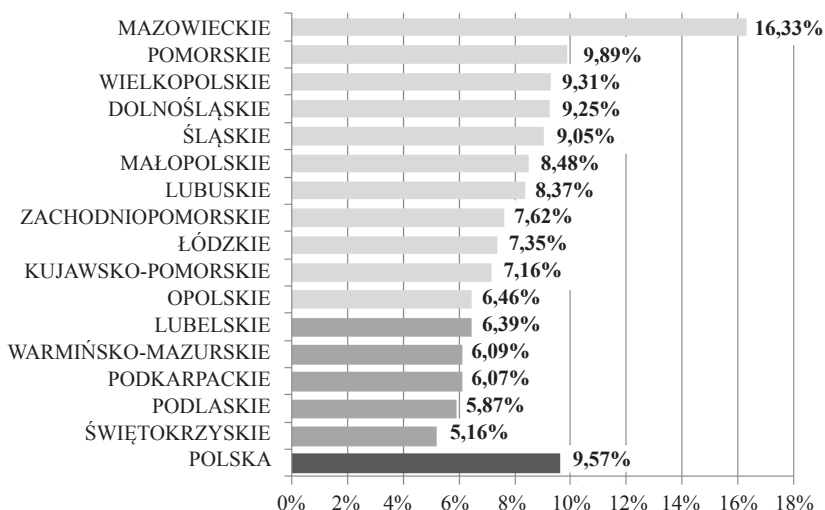 MAZOWIECKIE 16,33%
POMORSKIE 9,89%
WIELKOPOLSKIE 9,31%
DOLNOŚLĄSKIE 9,25%
ŚLĄSKIE 9,05%
MAŁOPOLSKIE 8,48%
LUBUSKIE 8,37%
ZACHODNIOPOMORSKIE 7,62%
ŁÓDZKIE 7,35%
KUJAWSKO-POMORSKIE 7,16%
OPOLSKIE 6,46%
LUBELSKIE 6,39%
WARMIŃSKO-MAZURSKIE 6,09%
PODKARPACKIE 6,07%
PODLASKIE 5,87%
ŚWIĘTOKRZYSKIE 5,16%
POLSKA 9,57%
0% 2% 4% 6% 8% 10% 12% 14% 16% 18%